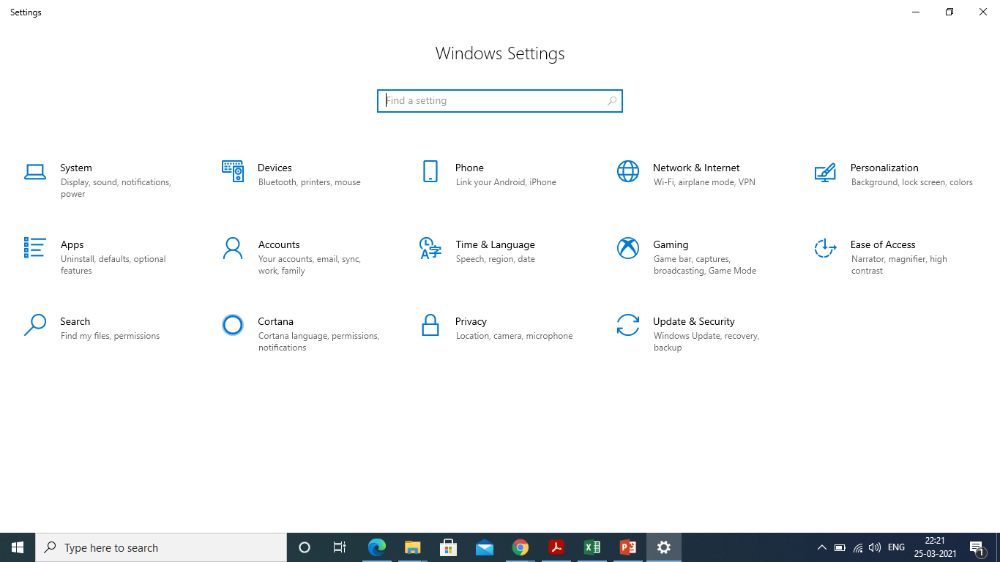 Settings
Windows Settings
Find a setting
System
Display, sound, notifications,
power
Devices
Bluetooth, printers, mouse
Phone
Link your Android, iPhone
Network & Internet
Wi-Fi, airplane mode, VPN
Personalization
Background, lock screen, colors
Apps
Uninstall, defaults, optional
features
Accounts
Your accounts, email, sync,
work, family
Time & Language
Speech, region, date
Gaming
Game bar, captures,
broadcasting, Game Mode
Ease of Access
Narrator, magnifier, high
contrast
Search
Find my files, permissions
Cortana
Cortana language, permissions,
notifications
Privacy
Location, camera, microphone
Update & Security
Windows Update, recovery,
backup
Type here to search
ENG
22:21
25-03-2021
1